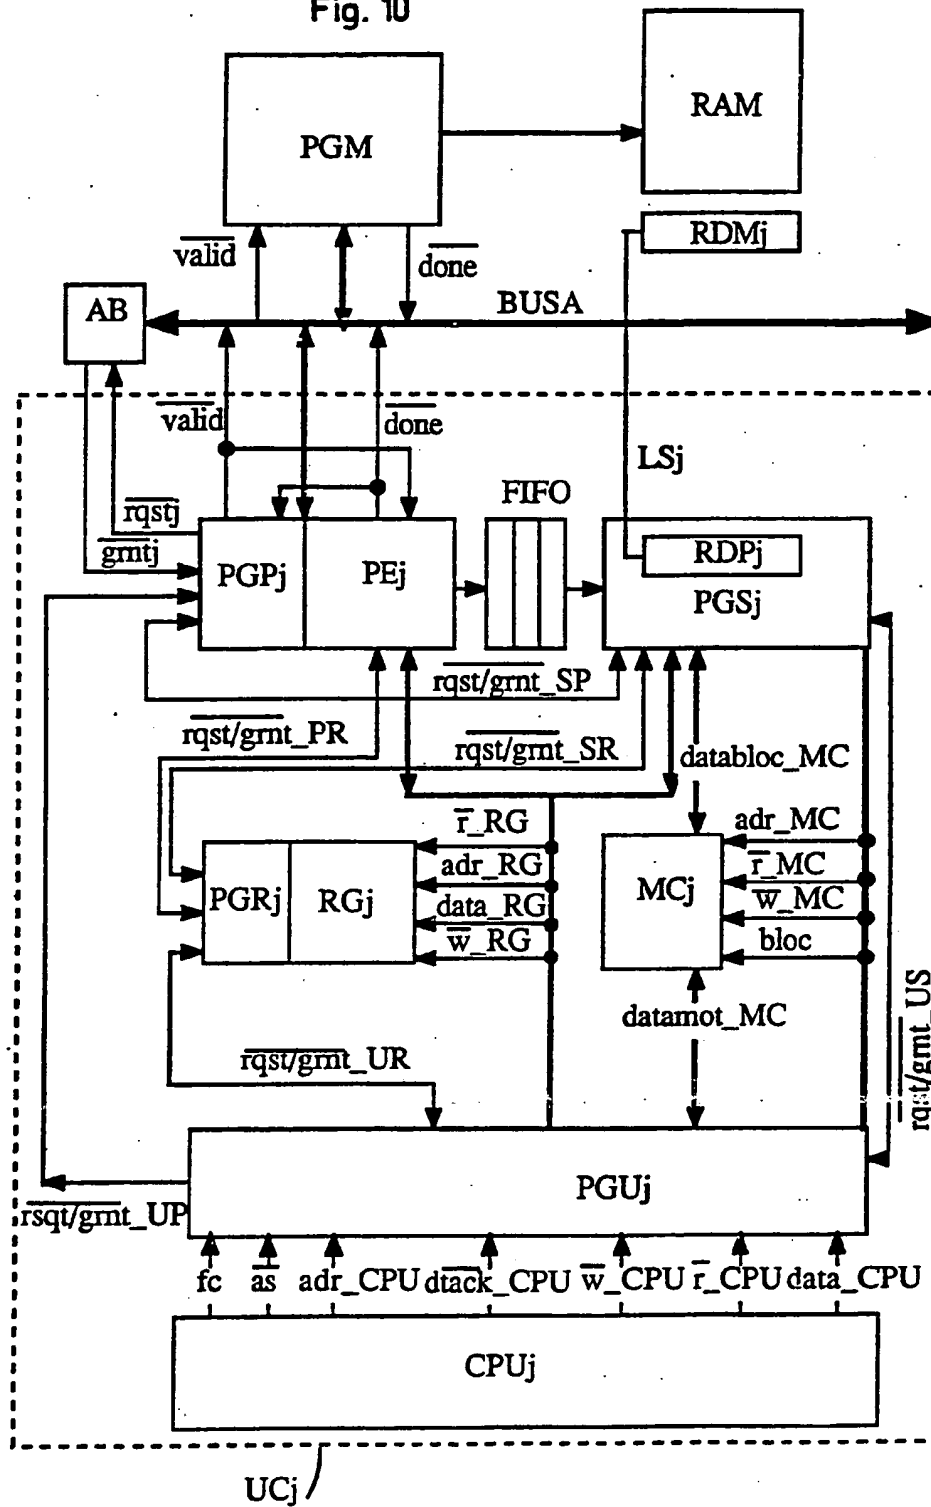 Fig. 10
RAM
PGM
RDMj
valid
done
AB
BUSA
valid
done
LSj
FIFO
rqstj
grntj
PGPj
PEj
RDPj
PGSj
rqst/grnt_SP
rqst/grnt_PR
rqst/grnt_SR
databloc_MC
r_RG
adr_MC
adr_RG
r_MC
PGRj
RGj
MCj
data_RG
w_MC
w_RG
bloc
datamot_MC
rqst/grnt_US
rqst/grnt_UR
PGUj
rsqt/grnt_UP
fc
as
adr_CPU
dtack_CPU
w_CPU
r_CPU
data_CPU
CPUj
UCj